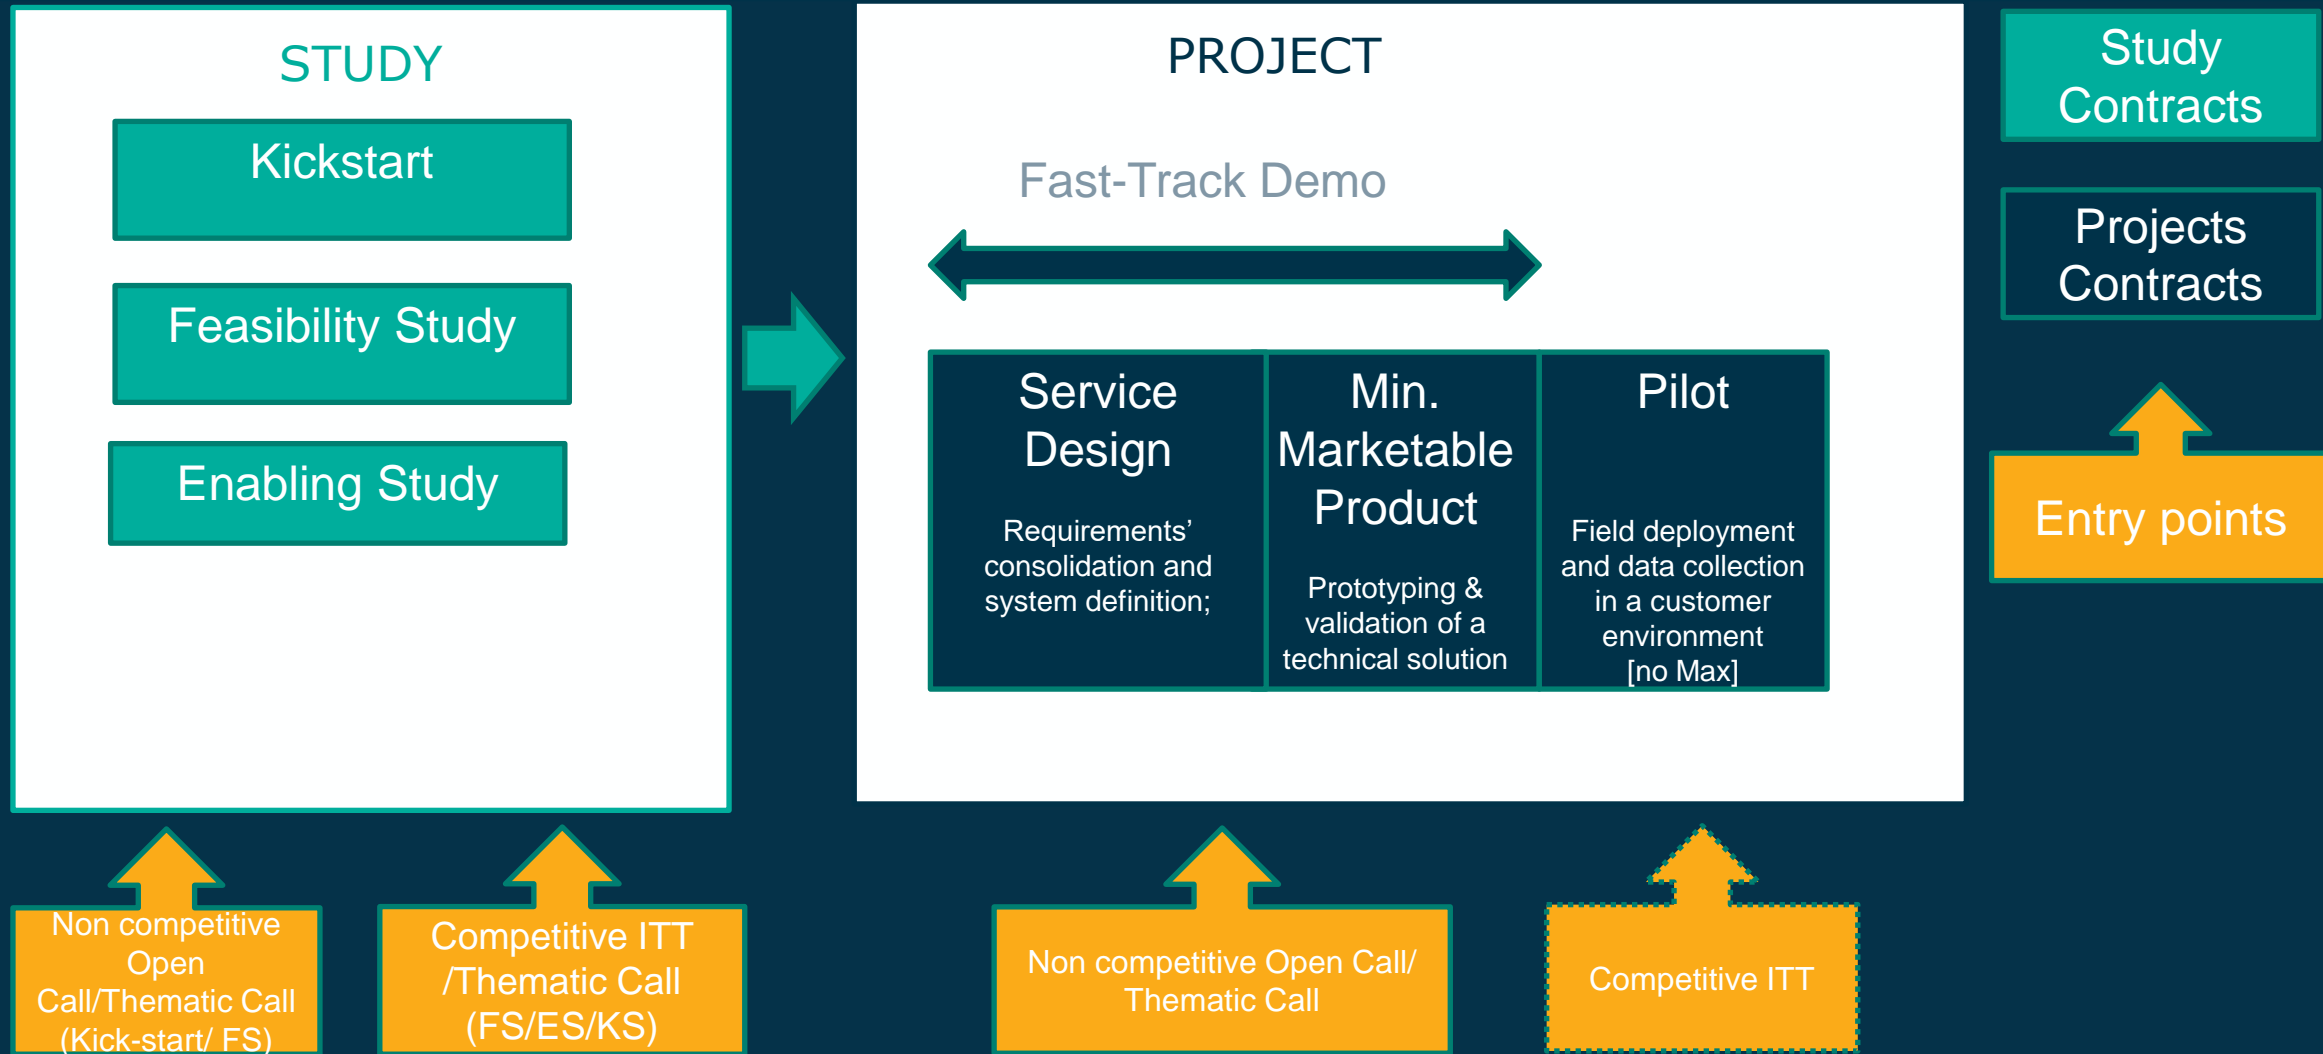 STUDY
Kickstart
Feasibility Study
Enabling Study
PROJECT
Fast-Track Demo
Service
Design
Requirements’
consolidation and
system definition;
Min.
Marketable
Product
Prototyping &
validation of a
technical solution
Pilot
Field deployment
and data collection
in a customer
environment
[no Max]
Study
Contracts
Projects
Contracts
Entry points
Non competitive
Open
Call/Thematic Call
(Kick-start/ FS)
Competitive ITT
/Thematic Call
(FS/ES/KS)
Non competitive Open Call/
Thematic Call
Competitive ITT